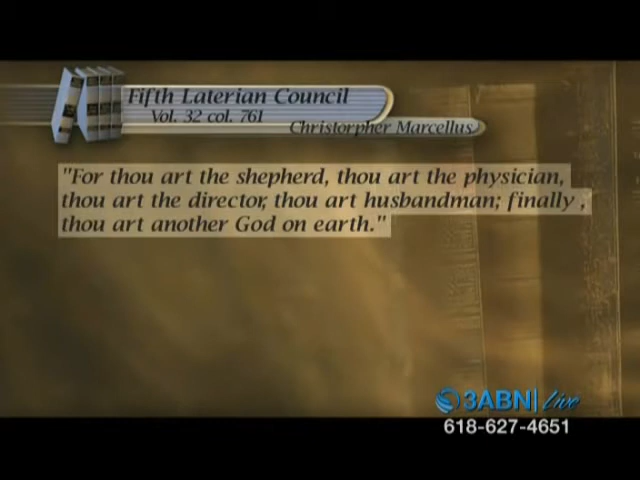 Fifth Laterian Council
Vol. 32 col. 761
Christorpher Marcellus
"For thou art the shepherd, thou art the physician,
thou art the director, thou art husbandman; finally ,
thou art another God on earth."
3ABN Live
618-627-4651